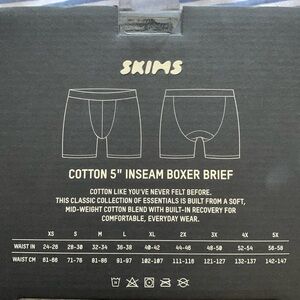 SKIMS
COTTON 5" INSEAM BOXER BRIEF
COTTON LIKE YOU'VE NEVER FELT BEFORE.
THIS CLASSIC COLLECTION OF ESSENTIALS IS BUILT FROM A SOFT,
MID-WEIGHT COTTON BLEND WITH BUILT-IN RECOVERY FOR
COMFORTABLE, EVERYDAY WEAR.
XS S M L XL 2X 3X 4X 5X
WAIST IN 24-26 28-30 32-34 36-38 40-42 44-46 48-50 52-54 56-58
WAIST CM 61-66 71-76 81-86 91-97 102-107 111-116 121-127 132-137 142-147